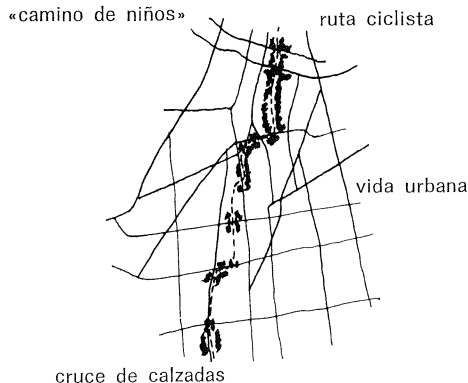 «camino de niños»
ruta ciclista
vida urbana
cruce de calzadas